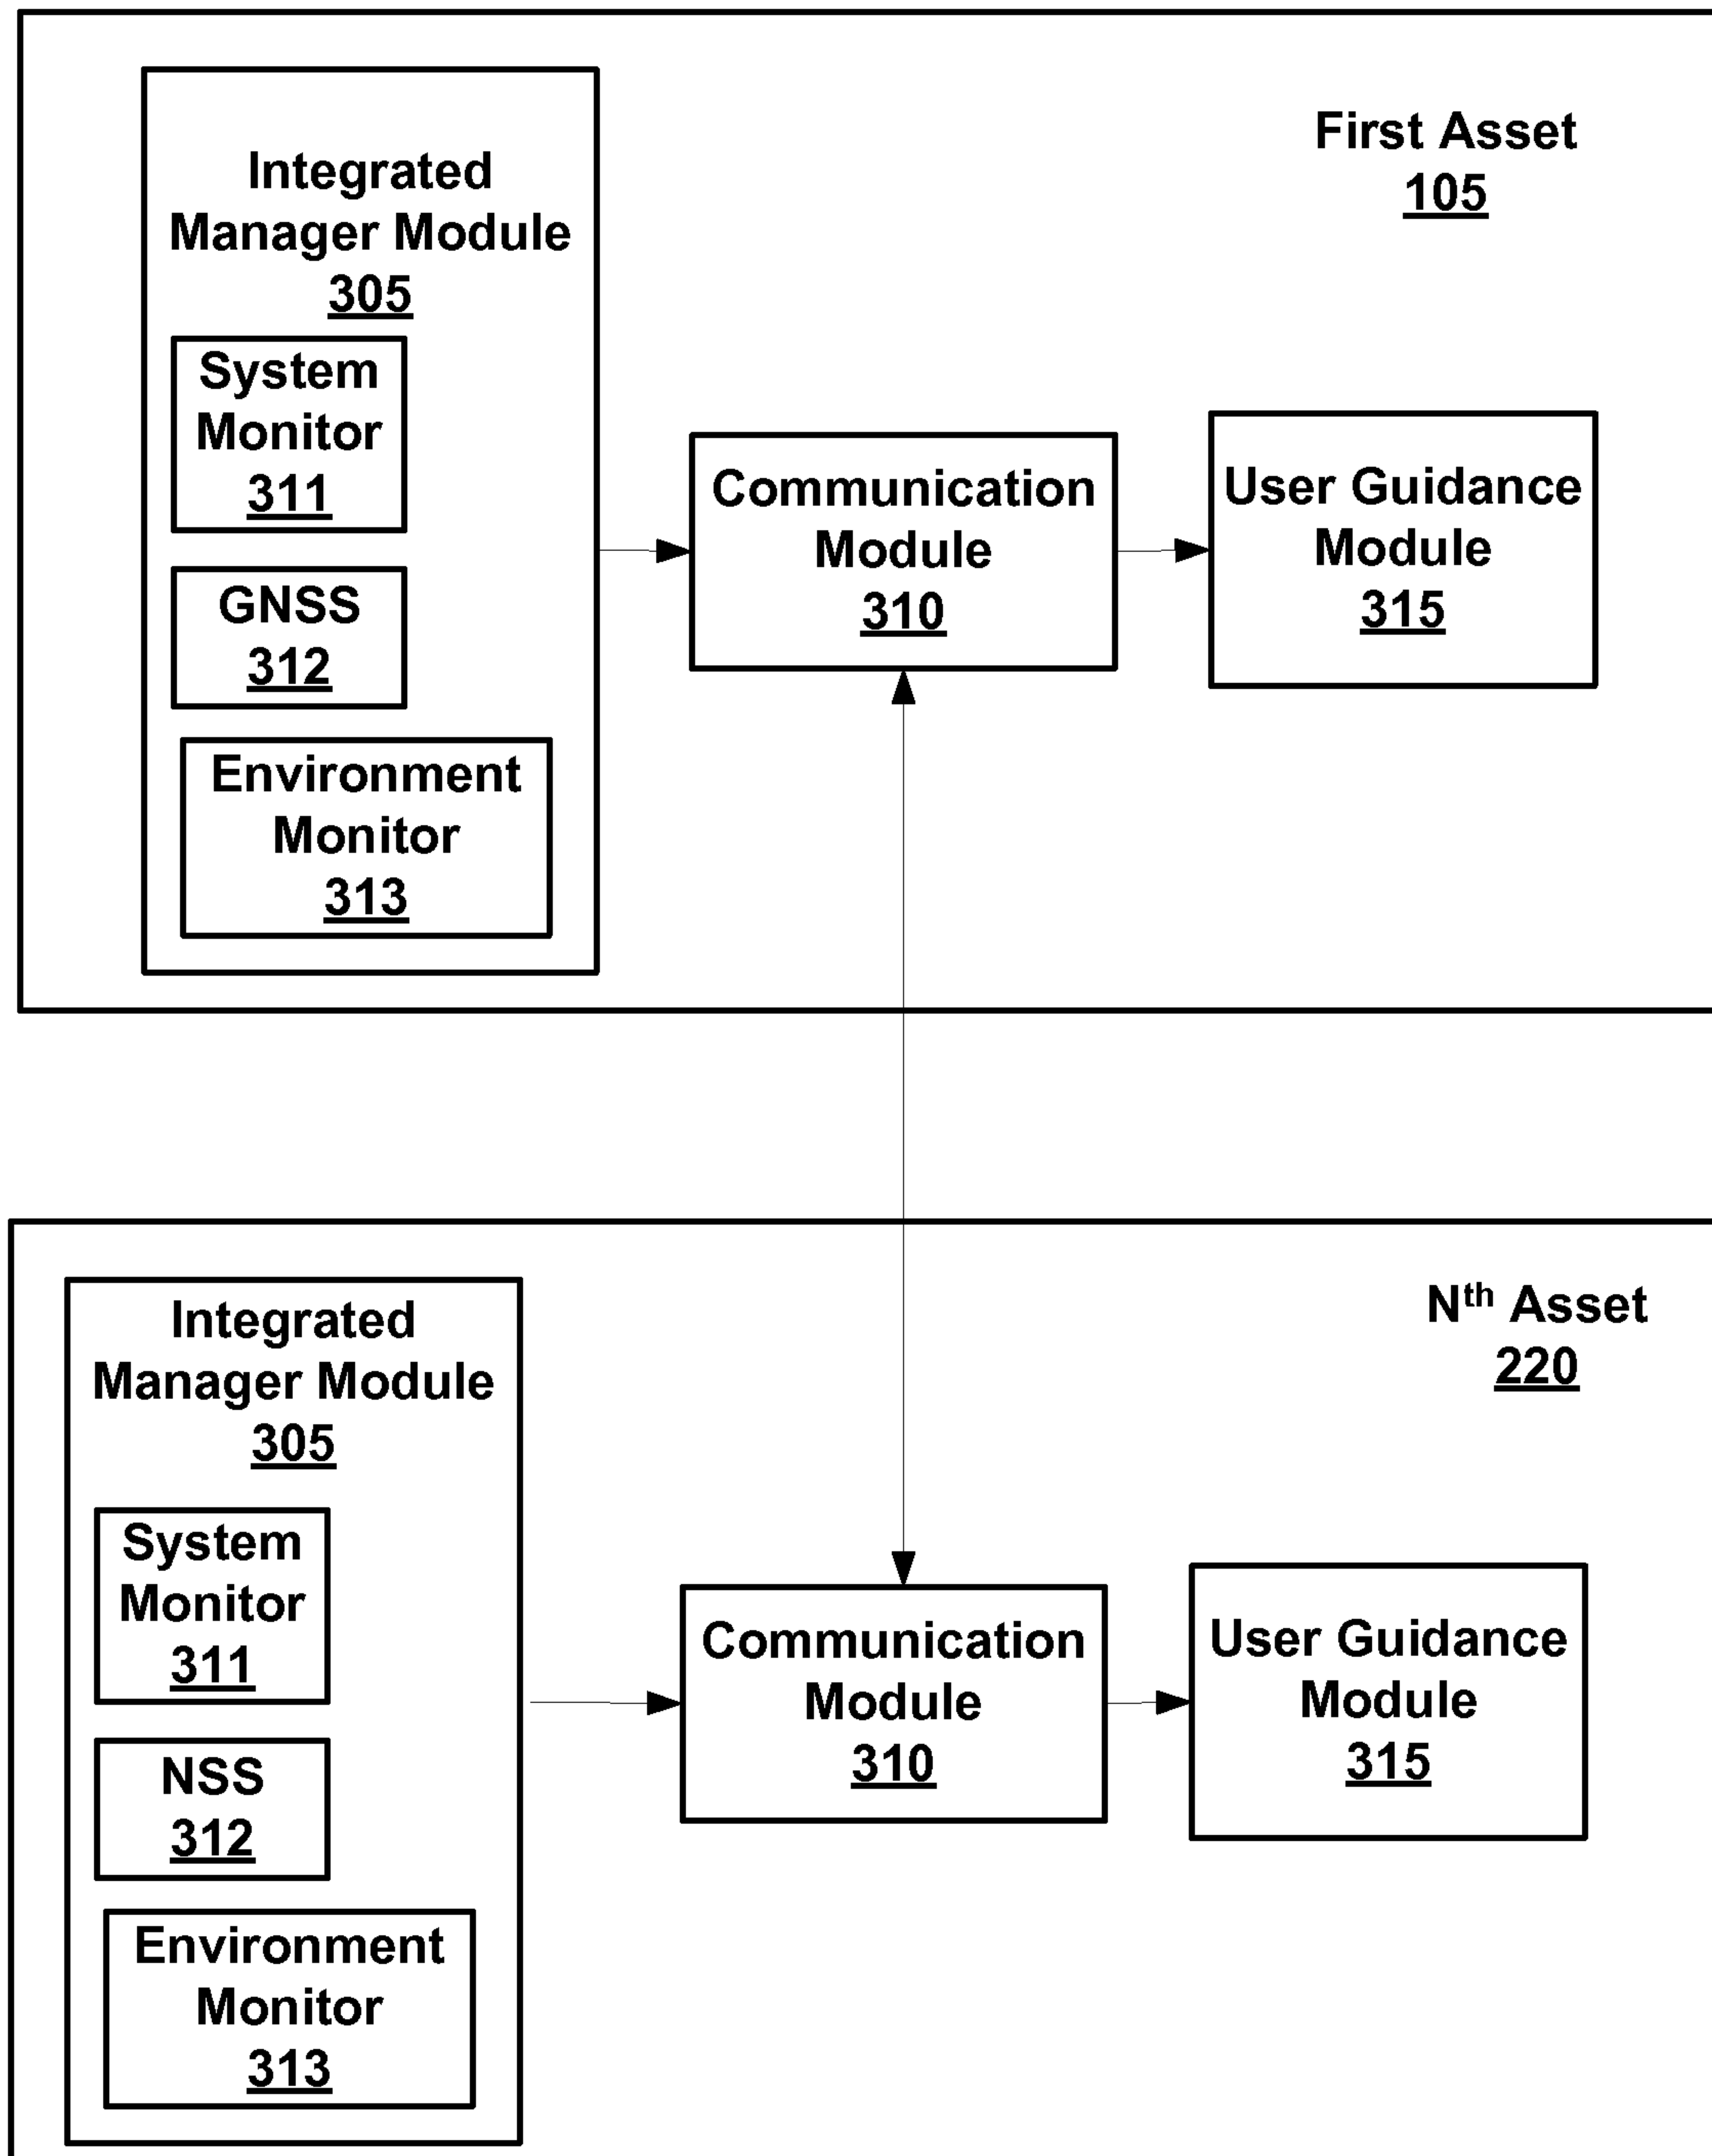 First Asset
105
Integrated
Manager Module
305
System
Monitor
311
GNSS
312
Environment
Monitor
313
Communication
Module
310
User Guidance
Module
315
Nth Asset
220
Integrated
Manager Module
305
System
Monitor
311
NSS
312
Environment
Monitor
313
Communication
Module
310
User Guidance
Module
315